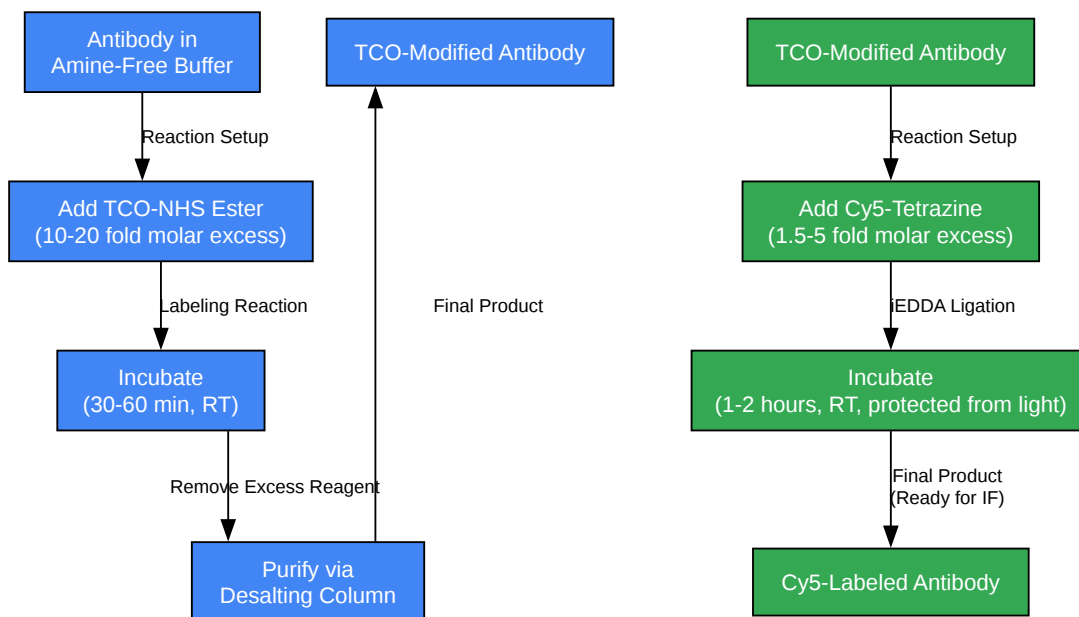 Antibody in
Amine-Free Buffer
Reaction Setup
Add TCO-NHS Ester
(10-20 fold molar excess)
Labeling Reaction
Incubate
(30-60 min, RT)
Remove Excess Reagent
Purify via
Desalting Column
Final Product
TCO-Modified Antibody
TCO-Modified Antibody
Reaction Setup
Add Cy5-Tetrazine
(1.5-5 fold molar excess)
iEDDA Ligation
Incubate
(1-2 hours, RT, protected from light)
Final Product
(Ready for IF)
Cy5-Labeled Antibody